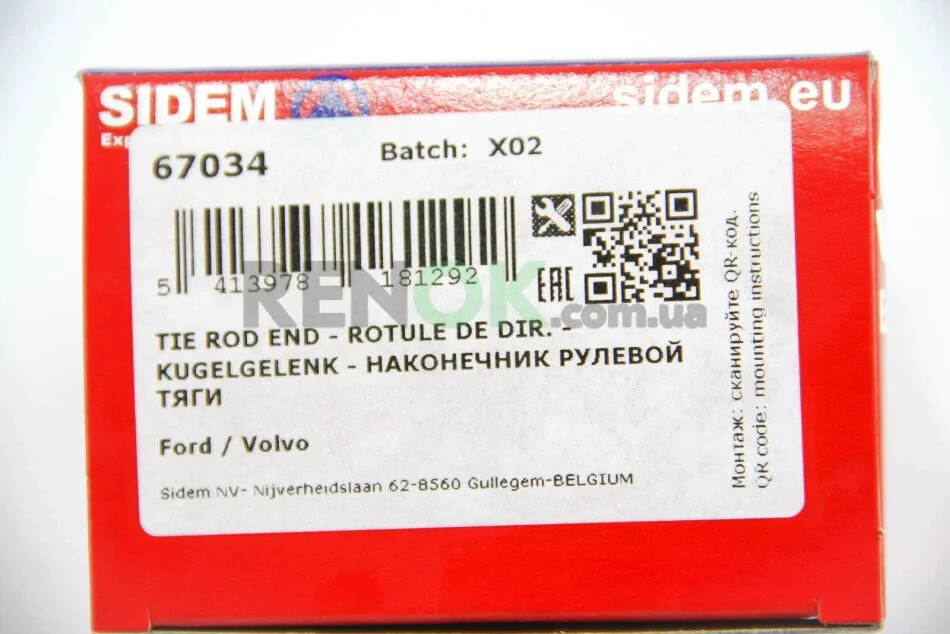 SIDEM
sidem.eu
67034
Batch: X02
5 413978 181292
EAC
RENOK.com.ua
TIE ROD END - ROTULE DE DIR. -
KUGELGELENK - НАКОНЕЧНИК РУЛЕВОЙ
ТЯГИ
Ford / Volvo
Sidem NV- Nijverheidslaan 62-8560 Gullegem-BELGIUM
Монтаж: сканируйте QR-код.
QR code: mounting instructions